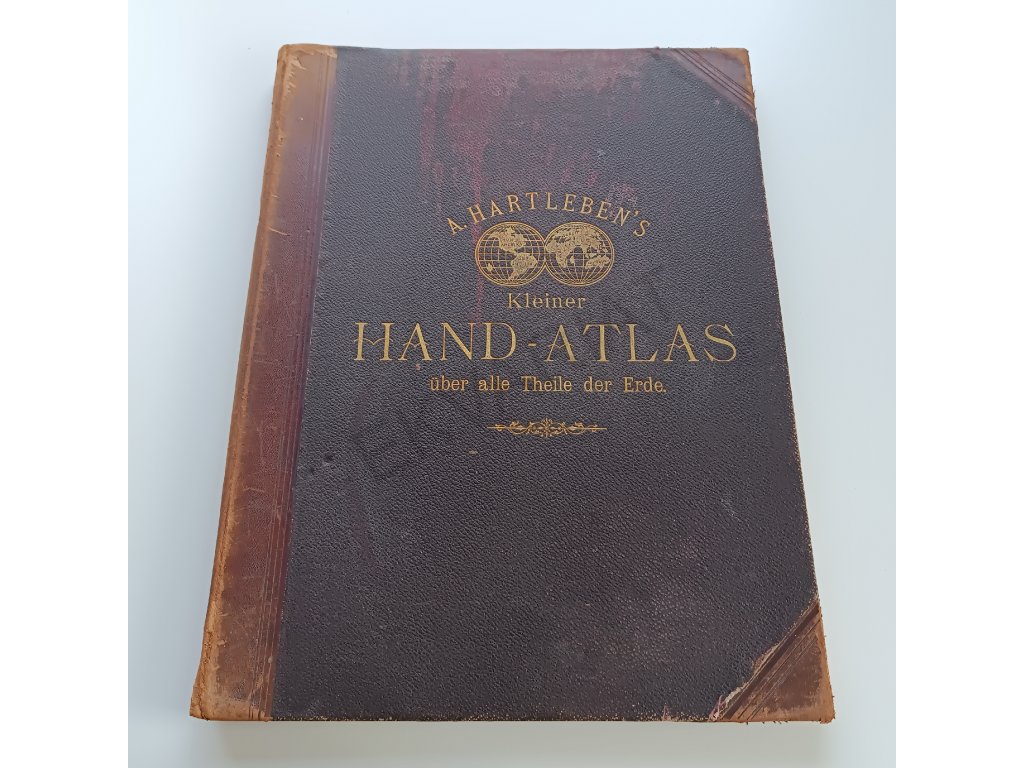 A. HARTLEBEN'S
Kleiner
HAND-ATLAS
über alle Theile der Erde.